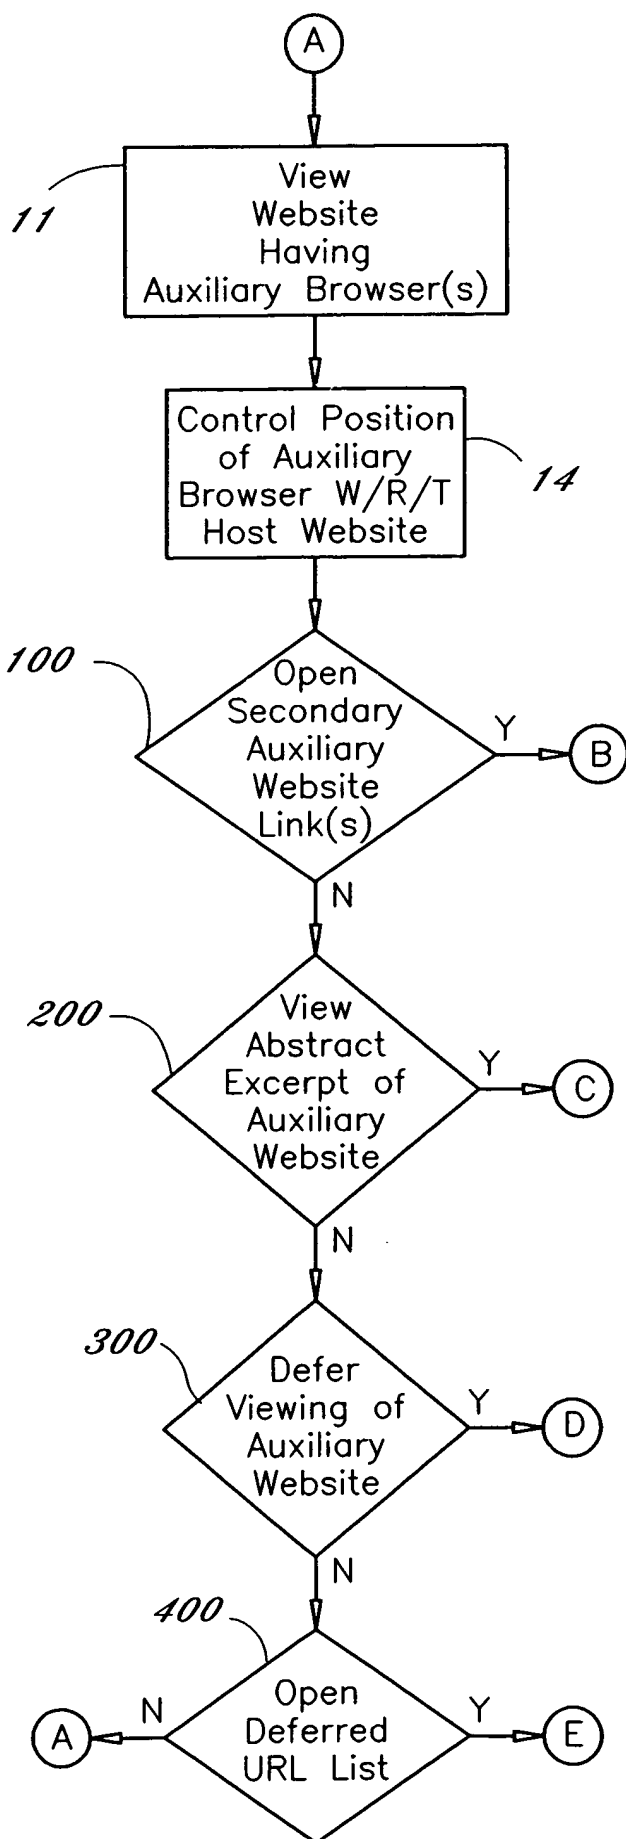 A
11
View
Website
Having
Auxiliary Browser(s)
Control Position
of Auxiliary
Browser W/R/T
Host Website
14
100
Open
Secondary
Auxiliary
Website
Link(s)
Y
B
N
200
View
Abstract
Excerpt of
Auxiliary
Website
Y
C
N
300
Defer
Viewing of
Auxiliary
Website
Y
D
N
400
Open
Deferred
URL List
N
A
Y
E